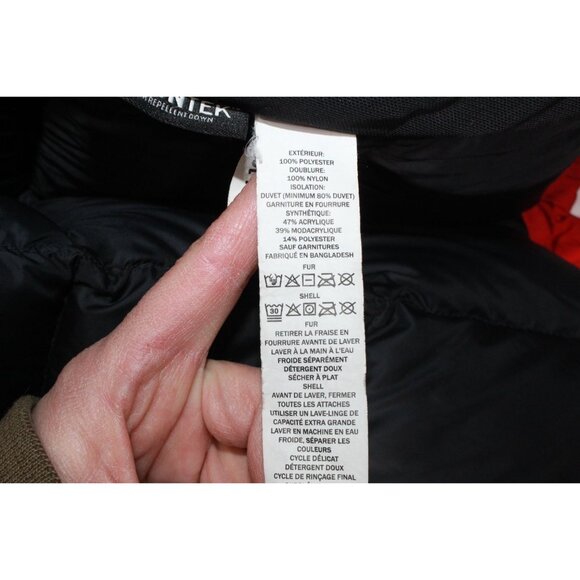 NTEK
REPELLENT DOWN
EXTÉRIEUR:
100% POLYESTER
DOUBLURE:
100% NYLON
ISOLATION:
DUVET (MINIMUM 80% DUVET)
GARNITURE EN FOURRURE
SYNTHÉTIQUE:
47% ACRYLIQUE
39% MODACRYLIQUE
14% POLYESTER
SAUF GARNITURES
FABRIQUÉ EN BANGLADESH
FUR
SHELL
30
FUR
RETIRER LA FRAISE EN
FOURRURE AVANT DE LAVER
LAVER À LA MAIN À L'EAU
FROIDE SÉPARÉMENT
DÉTERGENT DOUX
SÉCHER À PLAT
SHELL
AVANT DE LAVER, FERMER
TOUTES LES ATTACHES
UTILISER UN LAVE-LINGE DE
CAPACITÉ EXTRA GRANDE
LAVER EN MACHINE EN EAU
FROIDE, SÉPARER LES
COULEURS
CYCLE DÉLICAT
DÉTERGENT DOUX
CYCLE DE RINÇAGE FINAL